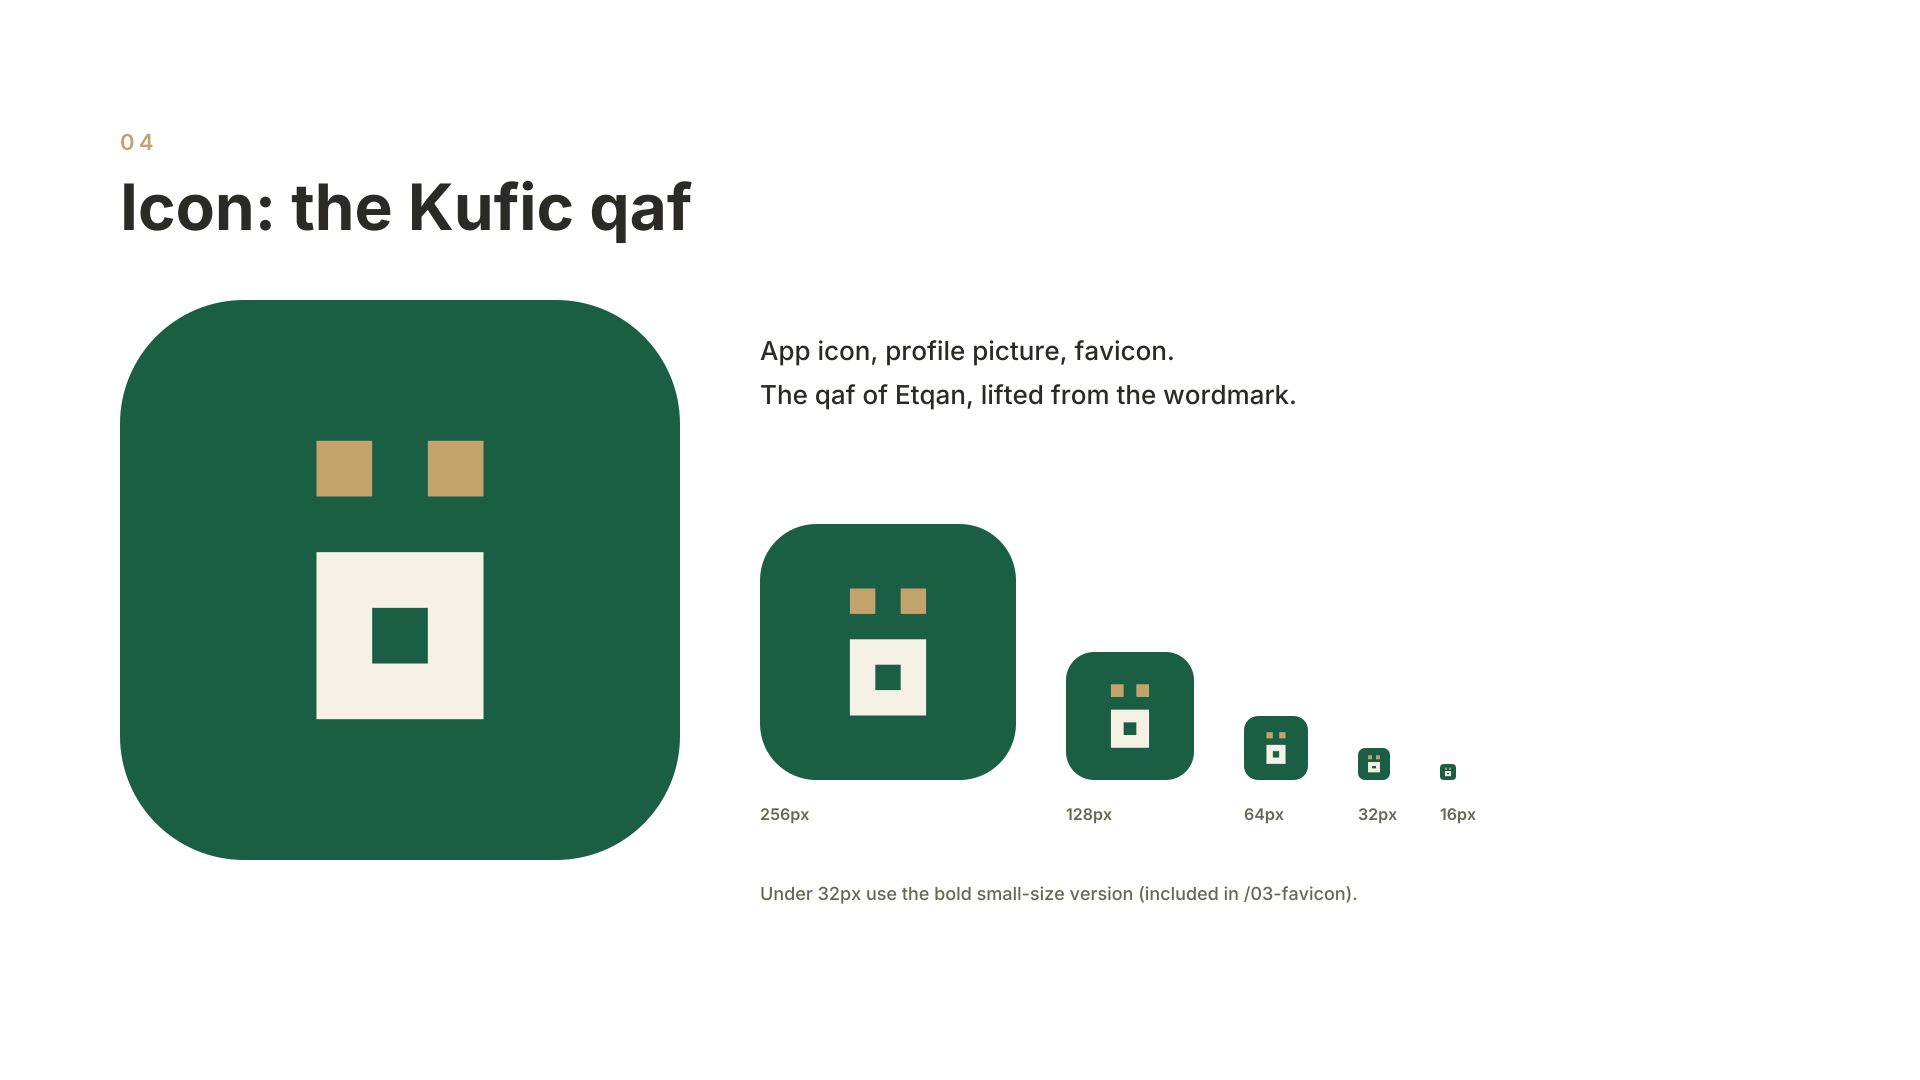 04
Icon: the Kufic qaf
App icon, profile picture, favicon.
The qaf of Etqan, lifted from the wordmark.
256px
128px
64px
32px
16px
Under 32px use the bold small-size version (included in /03-favicon).